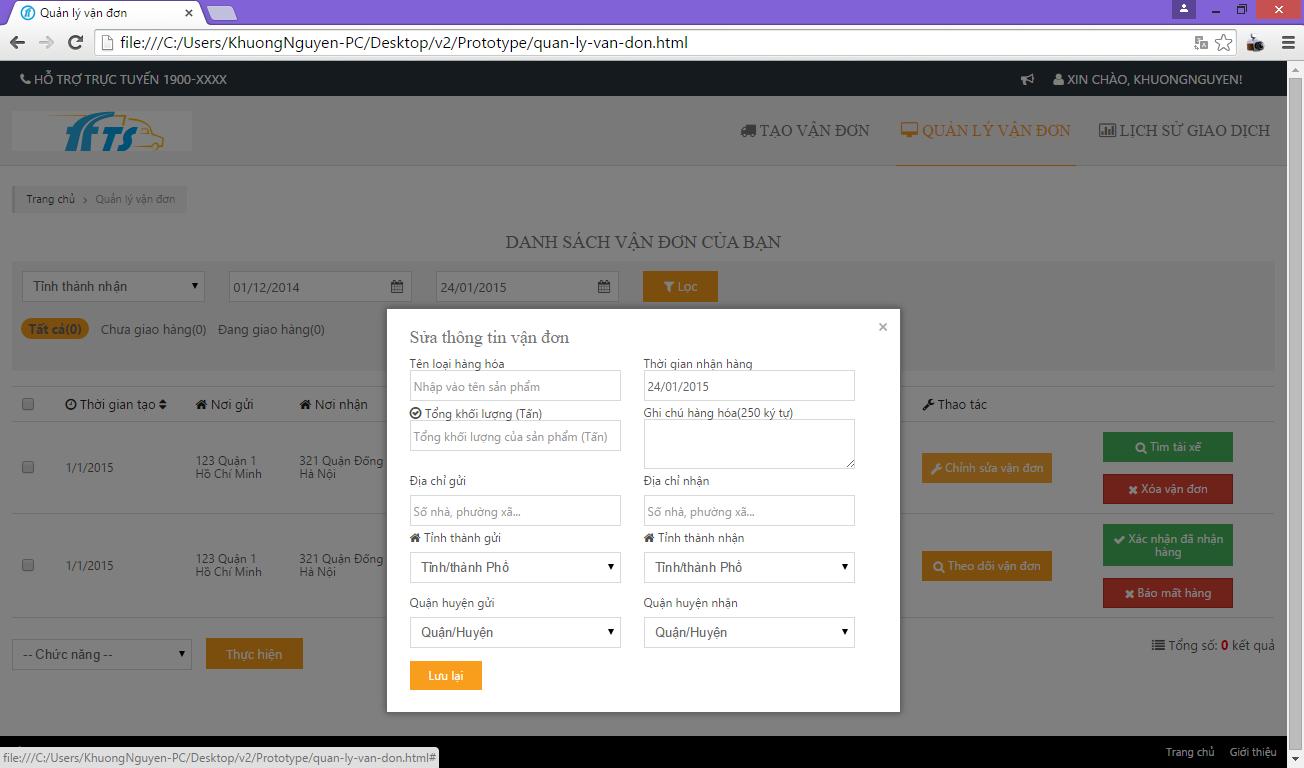 Quản lý vận đơn
file:///C:/Users/KhuongNguyen-PC/Desktop/v2/Prototype/quan-ly-van-don.html
HỖ TRỢ TRỰC TUYẾN 1900-XXXX
XIN CHÀO, KHUONGNGUYEN!
TS
TẠO VẬN ĐƠN
QUẢN LÝ VẬN ĐƠN
LỊCH SỬ GIAO DỊCH
Trang chủ › Quản lý vận đơn
DANH SÁCH VẬN ĐƠN CỦA BẠN
Tỉnh thành nhận
01/12/2014
24/01/2015
Lọc
Tất cả(0)
Chưa giao hàng(0)
Đang giao hàng(0)
Thời gian tạo
Nơi gửi
Nơi nhận
Thao tác
1/1/2015
123 Quận 1
Hồ Chí Minh
321 Quận Đống
Hà Nội
Chỉnh sửa vận đơn
Tìm tài xế
Xóa vận đơn
1/1/2015
123 Quận 1
Hồ Chí Minh
321 Quận Đống
Hà Nội
Theo dõi vận đơn
Xác nhận đã nhận
hàng
Báo mất hàng
-- Chức năng --
Thực hiện
Tổng số: 0 kết quả
Sửa thông tin vận đơn
×
Tên loại hàng hóa
Nhập vào tên sản phẩm
Thời gian nhận hàng
24/01/2015
Tổng khối lượng (Tấn)
Tổng khối lượng của sản phẩm (Tấn)
Ghi chú hàng hóa(250 ký tự)
Địa chỉ gửi
Số nhà, phường xã...
Địa chỉ nhận
Số nhà, phường xã...
Tỉnh thành gửi
Tỉnh/thành Phố
Tỉnh thành nhận
Tỉnh/thành Phố
Quận huyện gửi
Quận/Huyện
Quận huyện nhận
Quận/Huyện
Lưu lại
Trang chủ
Giới thiệu
file:///C:/Users/KhuongNguyen-PC/Desktop/v2/Prototype/quan-ly-van-don.html#